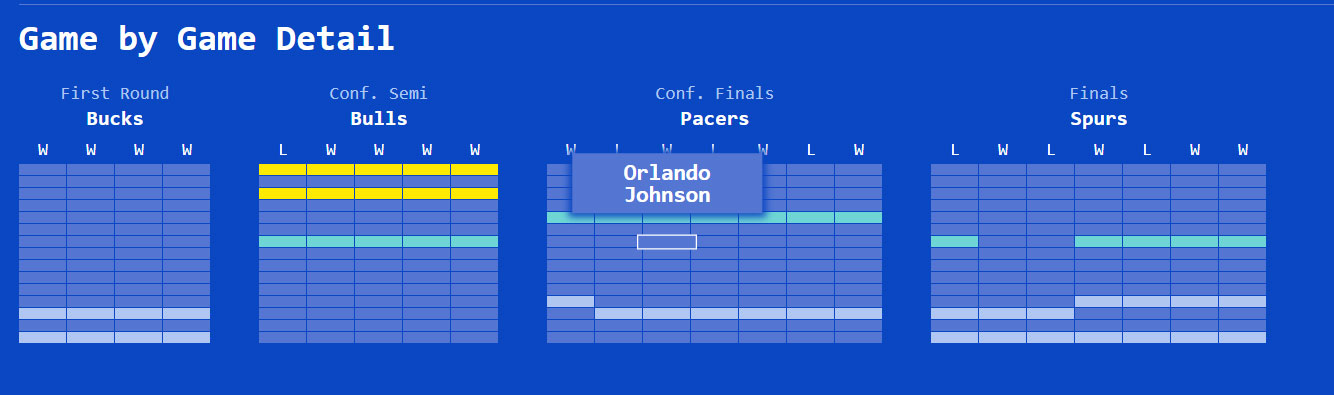 Game by Game Detail
First Round Conf. Semi Conf. Finals Finals
Bucks Bulls Pacers Spurs
W W W W L W W W W W L W L W L W L W L W L W W
Orlando
Johnson